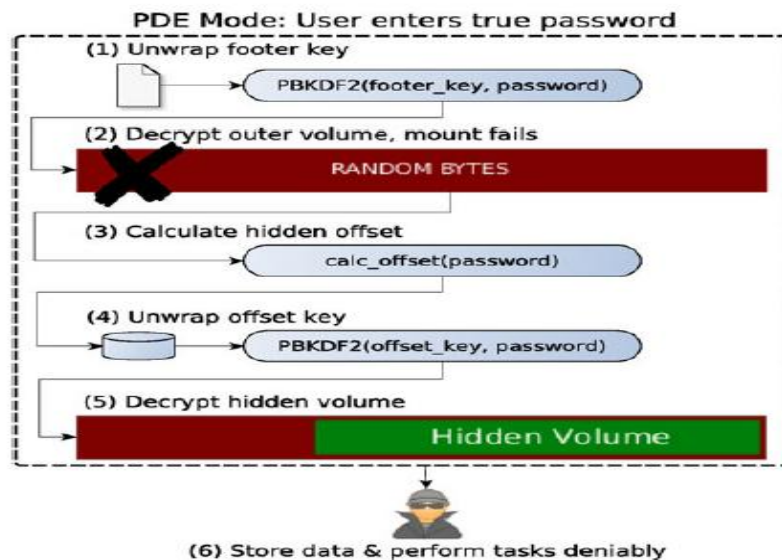 PDE Mode: User enters true password
(1) Unwrap footer key
PBKDF2(footer_key, password)
(2) Decrypt outer volume, mount fails
RANDOM BYTES
(3) Calculate hidden offset
calc_offset(password)
(4) Unwrap offset key
PBKDF2(offset_key, password)
(5) Decrypt hidden volume
Hidden Volume
(6) Store data & perform tasks deniably